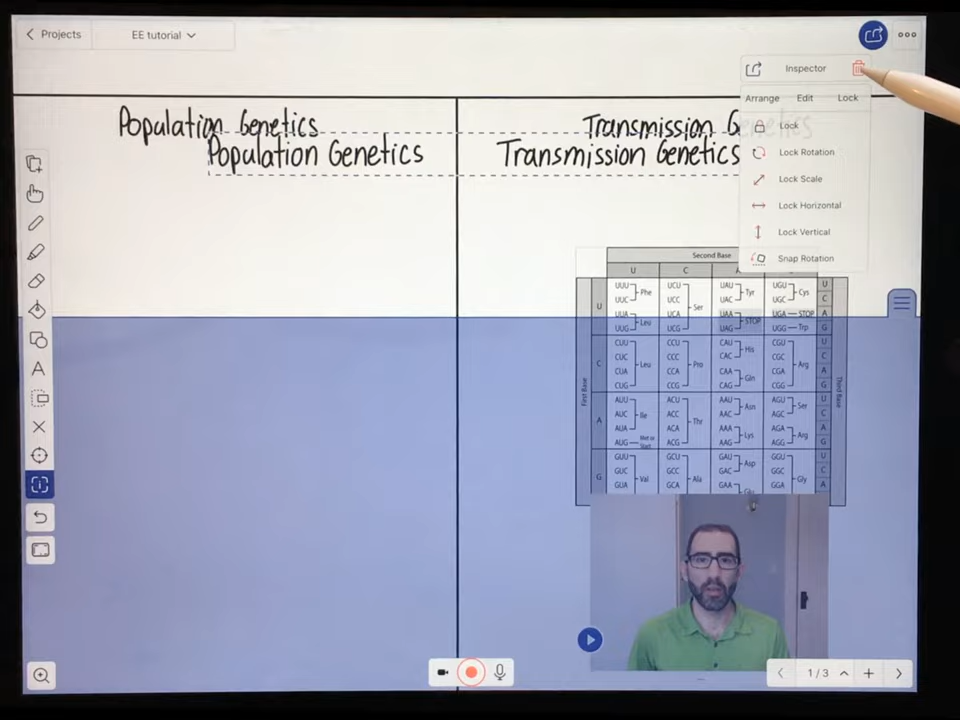 Projects
EE tutorial
Inspector
Arrange Edit Lock
Lock
Lock Rotation
Lock Scale
Lock Horizontal
Lock Vertical
Snap Rotation
Population Genetics
Transmission G
Population Genetics
Transmission Genetics
Second Base
U C A
First Base
Third Base
U
UUU Phe UCU Ser UAU Tyr UGU Cys U
UUC UCC UAC UGC C
UUA Leu UCA UAA STOP UGA STOP A
UUG UCG UAG UGG Trp G
C
CUU Leu CCU Pro CAU His CGU Arg U
CUC CCC CAC CGC C
CUA CCA CAA Gln CGA A
CUG CCG CAG CGG G
A
AUU Ile ACU Thr AAU Asn AGU Ser U
AUC ACC AAC AGC C
AUA ACA AAA Lys AGA Arg A
AUG Met or Start ACG AAG AGG G
G
GUU Val GCU Ala GAU Asp GGU Gly U
GUC GCC GAC GGC C
GUA GCA GAA Glu GGA A
1/3